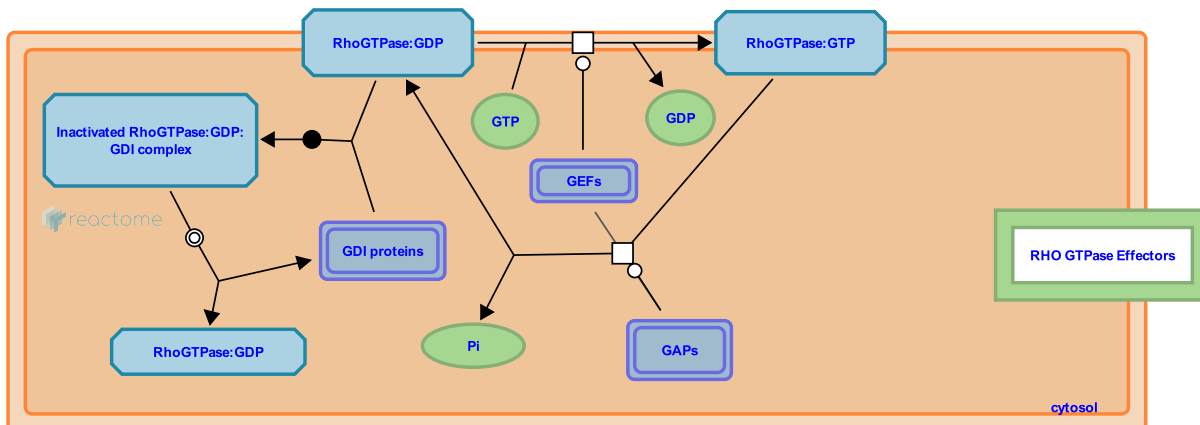 RhoGTPase:GDP
RhoGTPase:GTP
GTP
GDP
Inactivated RhoGTPase:GDP:
GDI complex
GEFs
reactome
GDI proteins
RHO GTPase Effectors
RhoGTPase:GDP
Pi
GAPs
cytosol